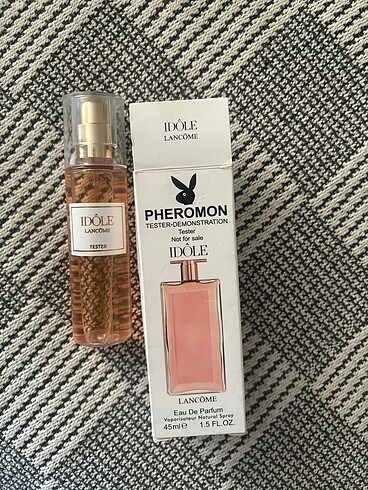 IDÔLE
LANCÔME
PHEROMON
TESTER-DEMONSTRATION
Tester
Not for sale
IDÔLE
LANCÔME
Eau De Parfum
Vaporisateur Natural Spray
45ml℮ 1.5 FL.OZ.
IDÔLE
LANCÔME
TESTER